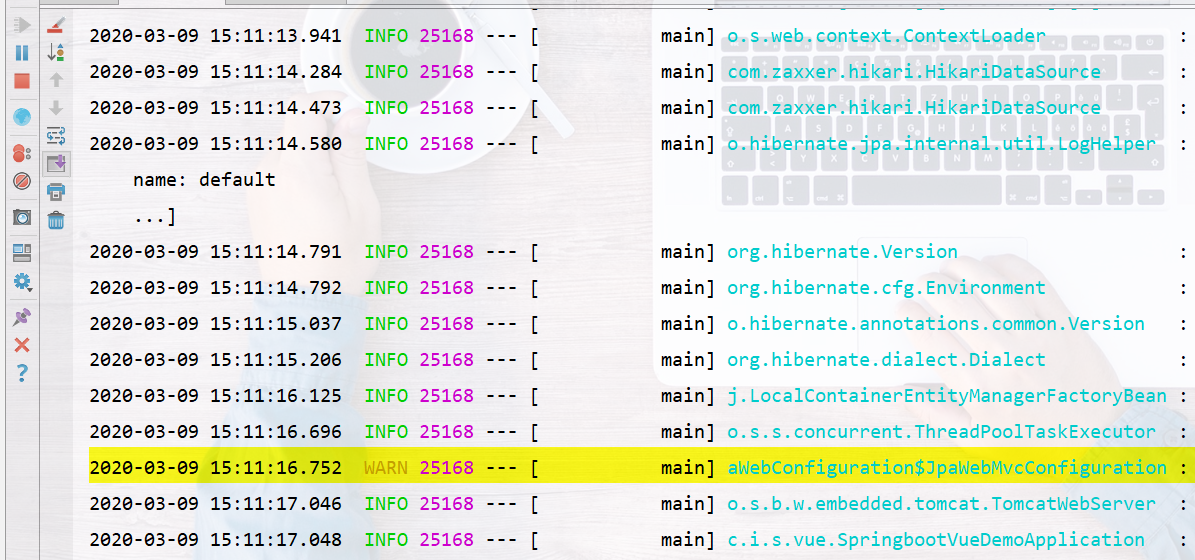 2020-03-09 15:11:13.941  INFO 25168 --- [           main] o.s.web.context.ContextLoader            :
2020-03-09 15:11:14.284  INFO 25168 --- [           main] com.zaxxer.hikari.HikariDataSource       :
2020-03-09 15:11:14.473  INFO 25168 --- [           main] com.zaxxer.hikari.HikariDataSource       :
2020-03-09 15:11:14.580  INFO 25168 --- [           main] o.hibernate.jpa.internal.util.LogHelper  :
    name: default
    ...]
2020-03-09 15:11:14.791  INFO 25168 --- [           main] org.hibernate.Version                    :
2020-03-09 15:11:14.792  INFO 25168 --- [           main] org.hibernate.cfg.Environment            :
2020-03-09 15:11:15.037  INFO 25168 --- [           main] o.hibernate.annotations.common.Version   :
2020-03-09 15:11:15.206  INFO 25168 --- [           main] org.hibernate.dialect.Dialect            :
2020-03-09 15:11:16.125  INFO 25168 --- [           main] j.LocalContainerEntityManagerFactoryBean :
2020-03-09 15:11:16.696  INFO 25168 --- [           main] o.s.s.concurrent.ThreadPoolTaskExecutor  :
2020-03-09 15:11:16.752  WARN 25168 --- [           main] aWebConfiguration$JpaWebMvcConfiguration :
2020-03-09 15:11:17.046  INFO 25168 --- [           main] o.s.b.w.embedded.tomcat.TomcatWebServer  :
2020-03-09 15:11:17.048  INFO 25168 --- [           main] c.i.s.vue.SpringbootVueDemoApplication   :